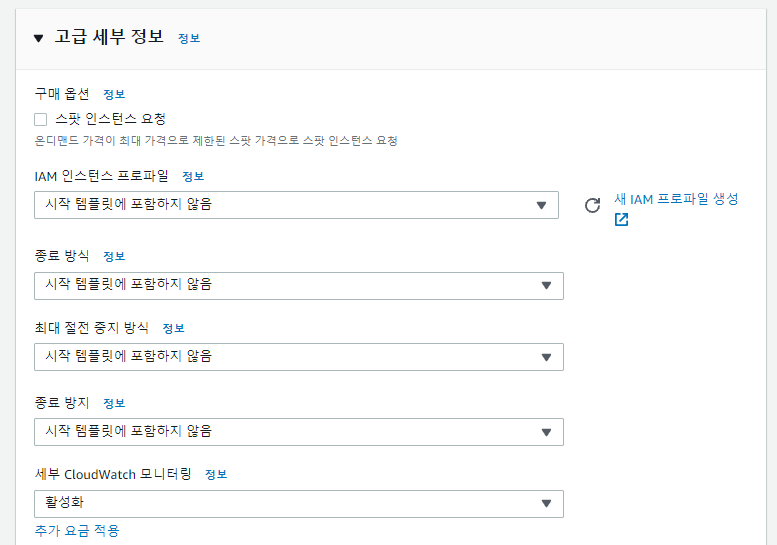 고급 세부 정보 정보
구매 옵션 정보
스팟 인스턴스 요청
온디맨드 가격이 최대 가격으로 제한된 스팟 가격으로 스팟 인스턴스 요청
IAM 인스턴스 프로파일 정보
시작 템플릿에 포함하지 않음
새 IAM 프로파일 생성
종료 방식 정보
시작 템플릿에 포함하지 않음
최대 절전 중지 방식 정보
시작 템플릿에 포함하지 않음
종료 방지 정보
시작 템플릿에 포함하지 않음
세부 CloudWatch 모니터링 정보
활성화
추가 요금 적용